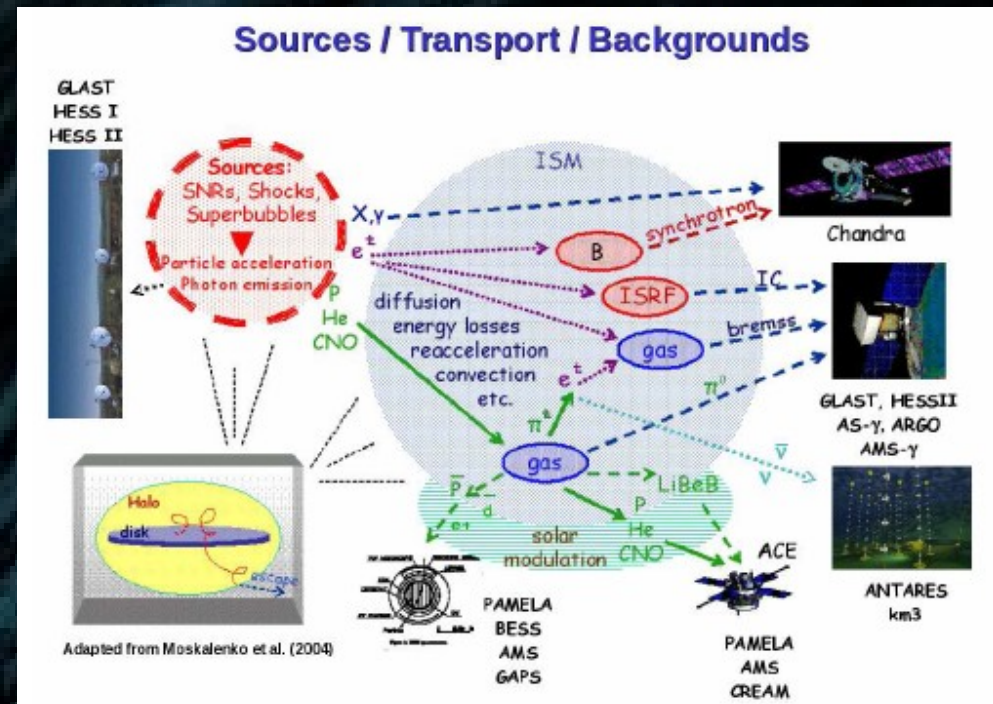 Sources / Transport / Backgrounds
GLAST
HESS I
HESS II
Sources:
SNRs, Shocks,
Superbubbles
Particle acceleration
Photon emission
ISM
X,γ
e±
P
He
CNO
diffusion
energy losses
reacceleration
convection
etc.
B
synchrotron
ISRF
IC
gas
bremss
e±
π⁰
π±
gas
ν̄
ν
Chandra
GLAST, HESSII
AS-γ, ARGO
AMS-γ
Halo
disk
escape
P̄
d̄
e+
LiBeB
P
He
CNO
solar
modulation
ACE
ANTARES
km3
PAMELA
BESS
AMS
GAPS
PAMELA
AMS
CREAM
Adapted from Moskalenko et al. (2004)